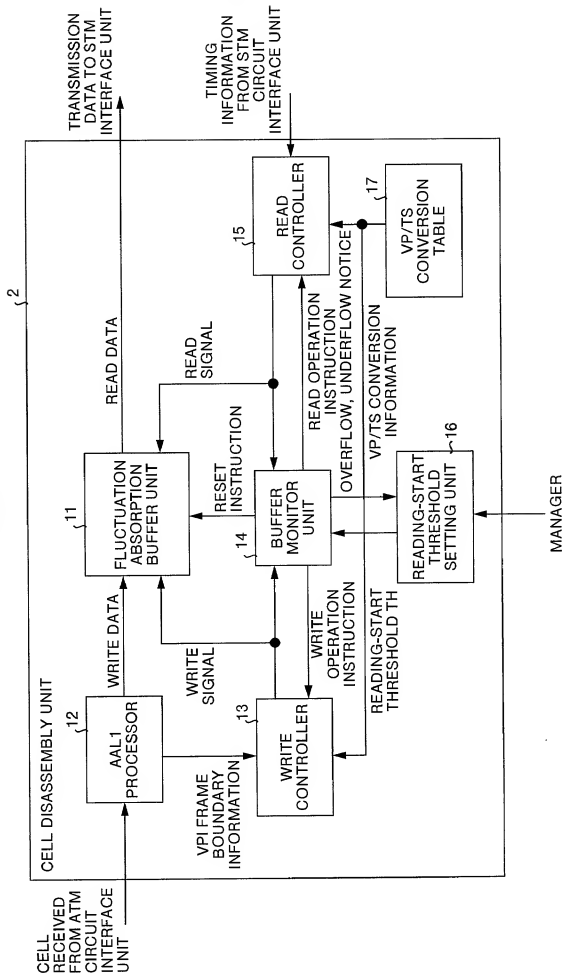 CELL DISASSEMBLY UNIT
2
CELL
RECEIVED
FROM ATM
CIRCUIT
INTERFACE
UNIT
12
AAL1
PROCESSOR
WRITE DATA
11
FLUCTUATION
ABSORPTION
BUFFER UNIT
READ DATA
TRANSMISSION
DATA TO STM
INTERFACE UNIT
VPI FRAME
BOUNDARY
INFORMATION
WRITE
SIGNAL
RESET INSTRUCTION
READ
SIGNAL
13
WRITE
CONTROLLER
14
BUFFER
MONITOR
UNIT
15
READ
CONTROLLER
TIMING
INFORMATION
FROM STM
CIRCUIT
INTERFACE UNIT
WRITE
OPERATION
INSTRUCTION
READ OPERATION
INSTRUCTION
OVERFLOW, UNDERFLOW NOTICE
READING-START
THRESHOLD TH
VP/TS CONVERSION
INFORMATION
16
READING-START
THRESHOLD
SETTING UNIT
17
VP/TS
CONVERSION
TABLE
MANAGER